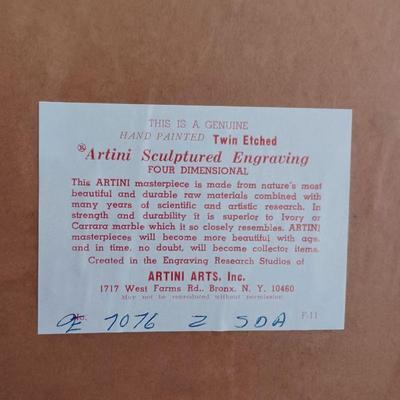 THIS IS A GENUINE
HAND PAINTED Twin Etched
®Artini Sculptured Engraving
FOUR DIMENSIONAL
This ARTINI masterpiece is made from nature's most
beautiful and durable raw materials combined with
many years of scientific and artistic research. In
strength and durability it is superior to Ivory or
Carrara marble which it so closely resembles. ARTINI
masterpieces will become more beautiful with age,
and in time, no doubt, will become collector items.
Created in the Engraving Research Studios of
ARTINI ARTS, Inc.
1717 West Farms Rd., Bronx, N. Y. 10460
May not be reproduced without permission
No. 7076 2 SDA F-11